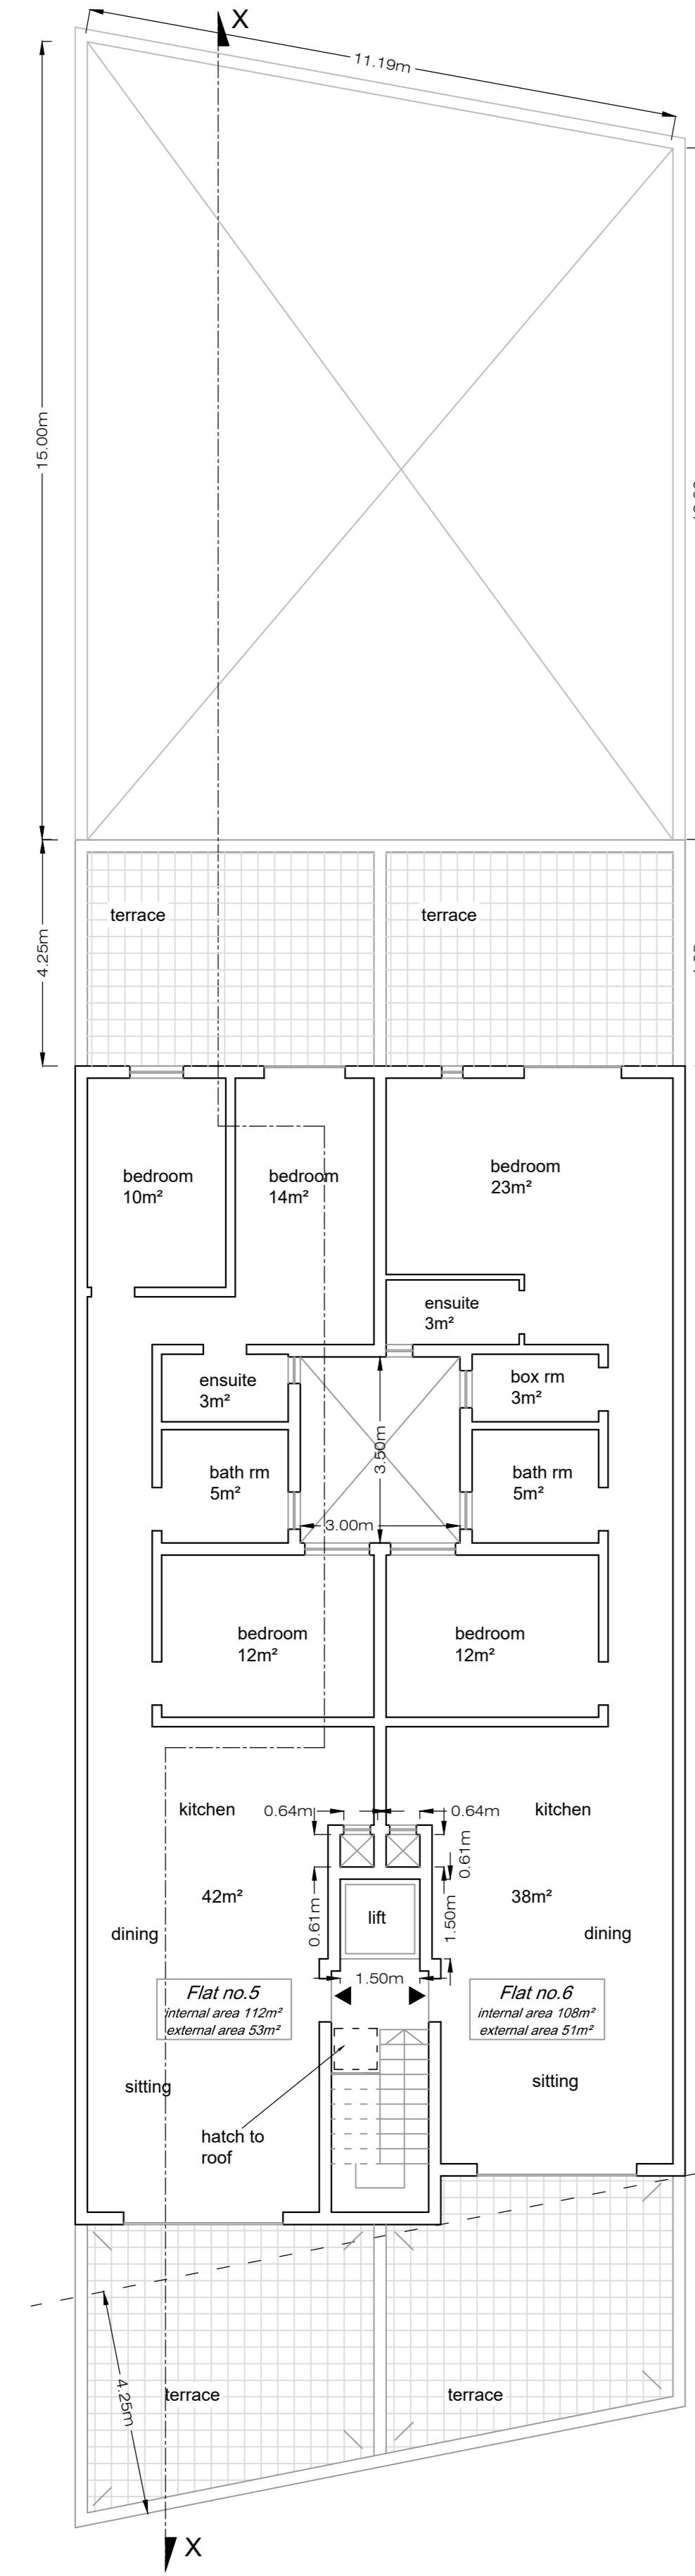 X
11.19m
15.00m
4.25m
terrace
terrace
bedroom
10m²
bedroom
14m²
bedroom
23m²
ensuite
3m²
ensuite
3m²
box rm
3m²
3.50m
bath rm
5m²
bath rm
5m²
3.00m
bedroom
12m²
bedroom
12m²
kitchen
0.64m
0.64m
kitchen
0.61m
42m²
38m²
0.61m
lift
1.50m
dining
dining
1.50m
Flat no.5
internal area 112m²
external area 53m²
Flat no.6
internal area 108m²
external area 51m²
sitting
sitting
hatch to
roof
4.25m
terrace
terrace
X